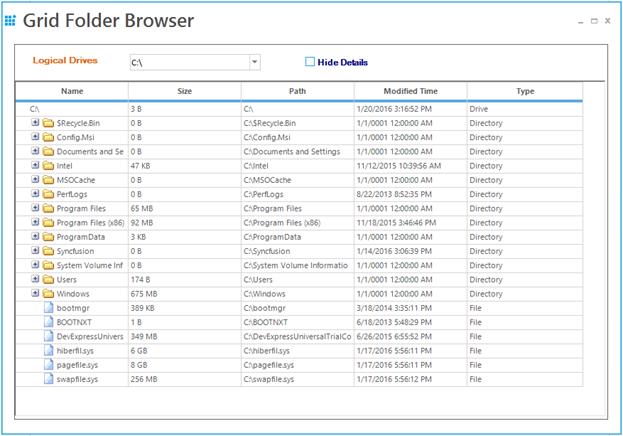 Grid Folder Browser
Logical Drives C:\ Hide Details
Name Size Path Modified Time Type
C:\ 3 B C:\ 1/20/2016 3:16:52 PM Drive
$Recycle.Bin 0 B C:\$Recycle.Bin 1/1/0001 12:00:00 AM Directory
Config.Msi 0 B C:\Config.Msi 1/1/0001 12:00:00 AM Directory
Documents and Se 0 B C:\Documents and Settings 1/1/0001 12:00:00 AM Directory
Intel 47 KB C:\Intel 11/12/2015 10:39:56 AM Directory
MSOCache 0 B C:\MSOCache 1/1/0001 12:00:00 AM Directory
PerfLogs 0 B C:\PerfLogs 8/22/2013 8:52:35 PM Directory
Program Files 65 MB C:\Program Files 1/1/0001 12:00:00 AM Directory
Program Files (x86) 92 MB C:\Program Files (x86) 11/18/2015 3:46:46 PM Directory
ProgramData 3 KB C:\ProgramData 1/1/0001 12:00:00 AM Directory
Syncfusion 0 B C:\Syncfusion 1/14/2016 3:06:39 PM Directory
System Volume Inf 0 B C:\System Volume Informatio 1/1/0001 12:00:00 AM Directory
Users 174 B C:\Users 1/1/0001 12:00:00 AM Directory
Windows 675 MB C:\Windows 1/1/0001 12:00:00 AM Directory
bootmgr 389 KB C:\bootmgr 3/18/2014 3:35:11 PM File
BOOTNXT 1 B C:\BOOTNXT 6/18/2013 5:48:29 PM File
DevExpressUnivers 349 MB C:\DevExpressUniversalTrialCo 6/26/2015 6:55:52 PM File
hiberfil.sys 6 GB C:\hiberfil.sys 1/17/2016 5:56:11 PM File
pagefile.sys 8 GB C:\pagefile.sys 1/17/2016 5:56:12 PM File
swapfile.sys 256 MB C:\swapfile.sys 1/17/2016 5:56:12 PM File